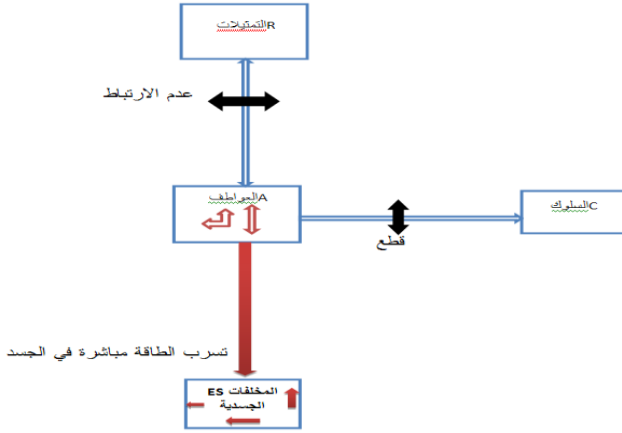 Rالتمثيلات
عدم الارتباط
Aالعواطف
Cالسلوك
قطع
تسرب الطاقة مباشرة في الجسد
المخلفات ES
الجسدية